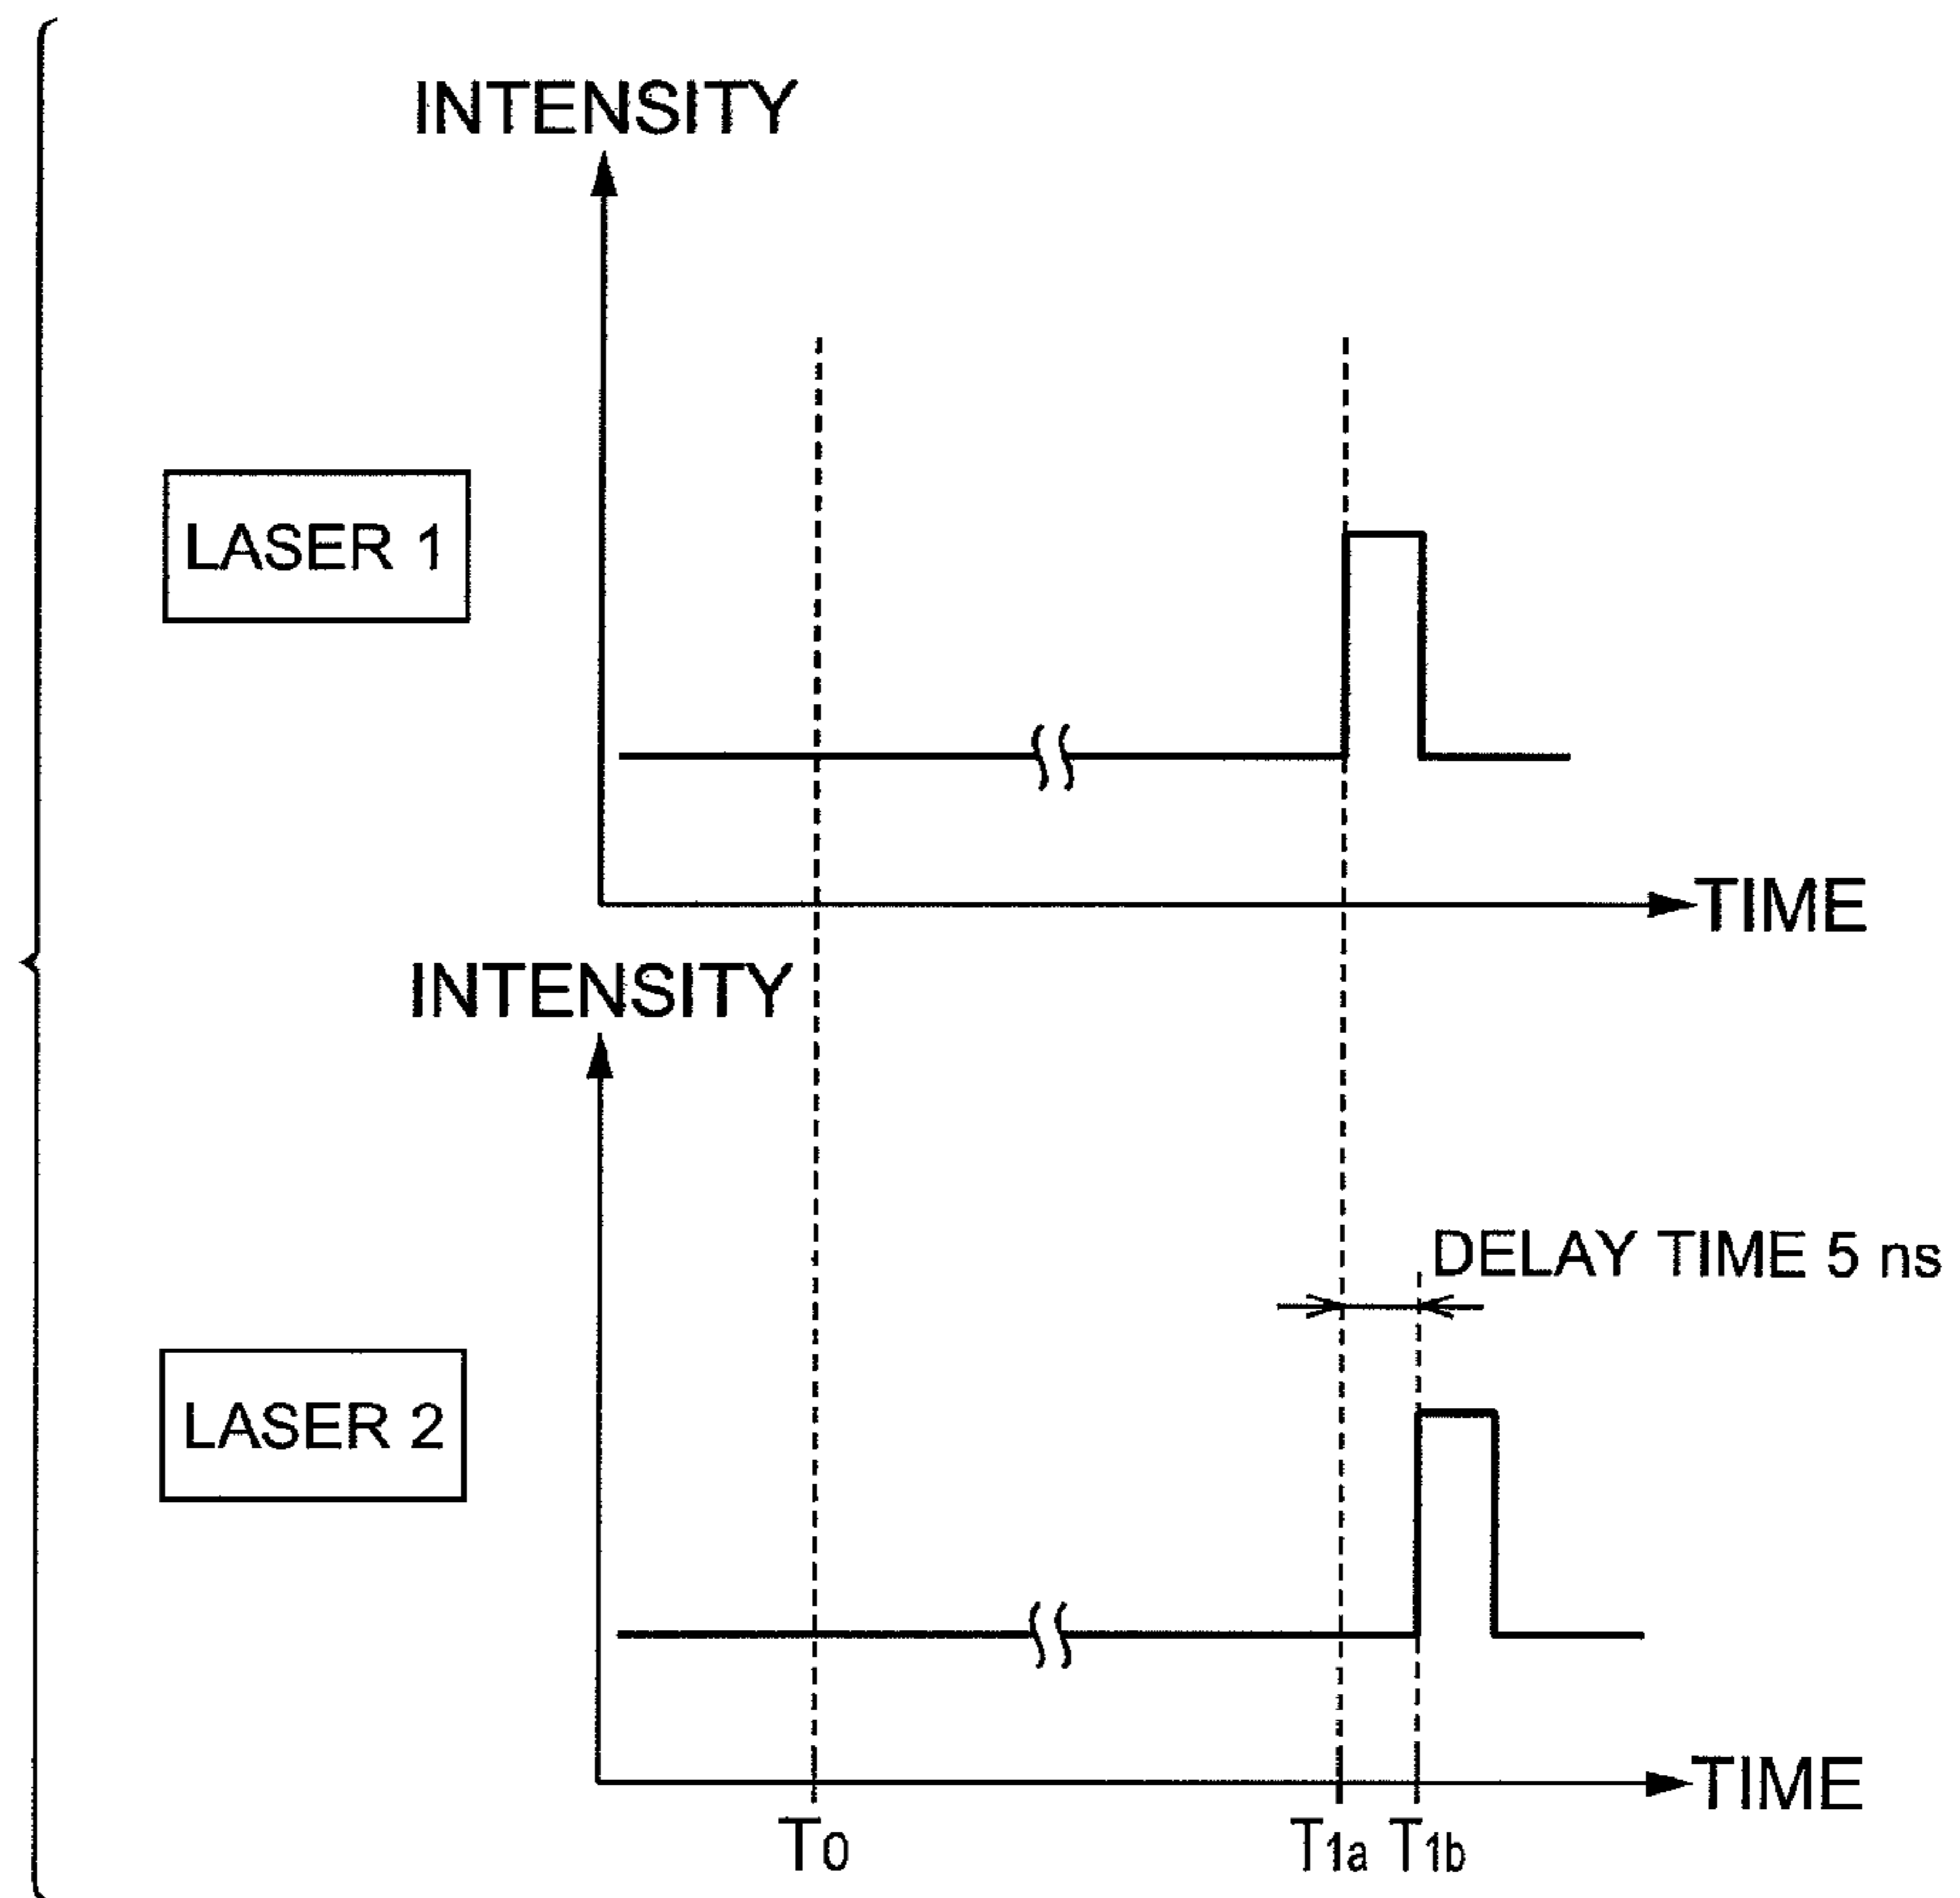 INTENSITY
LASER 1
TIME
INTENSITY
DELAY TIME 5 ns
LASER 2
TIME
T0 T1a T1b